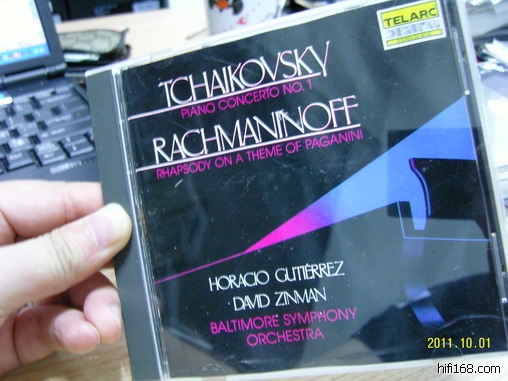 TELARC
DIGITAL
TCHAIKOVSKY
PIANO CONCERTO NO. 1
RACHMANINOFF
RHAPSODY ON A THEME OF PAGANINI
HORACIO GUTIÉRREZ
DAVID ZINMAN
BALTIMORE SYMPHONY
ORCHESTRA
2011.10.01
hifi168.com